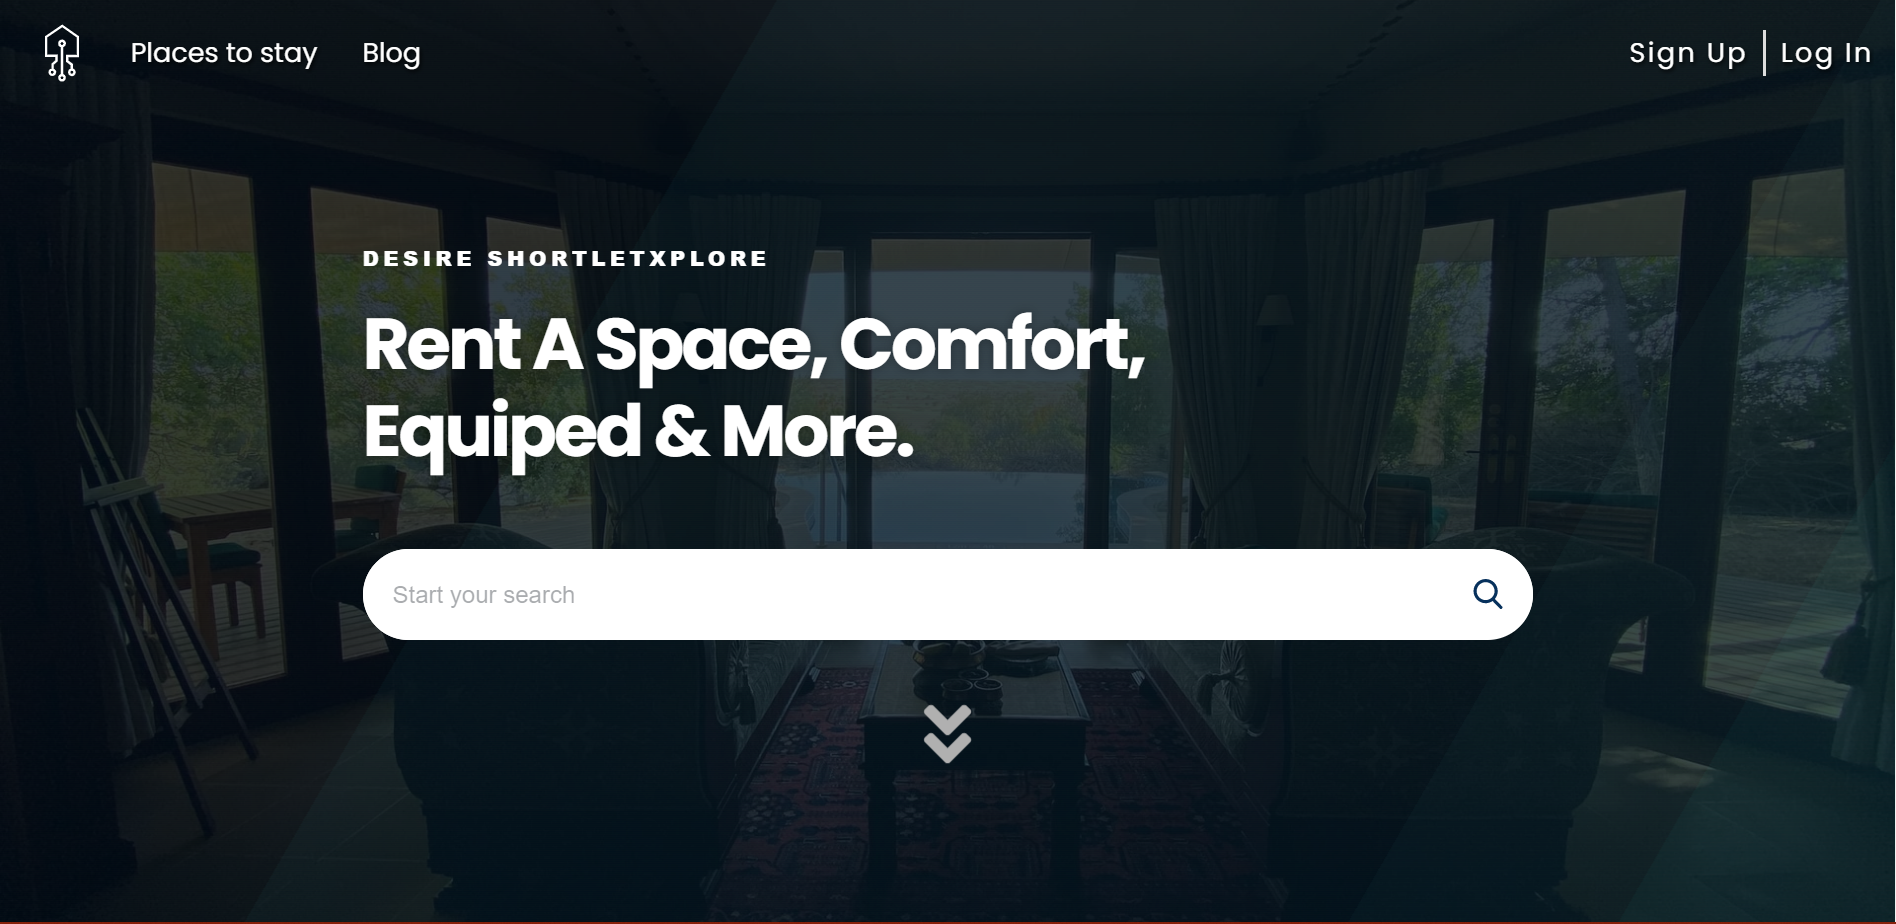 Places to stay Blog Sign Up Log In
DESIRE SHORTLETXPLORE
Rent A Space, Comfort,
Equiped & More.
Start your search